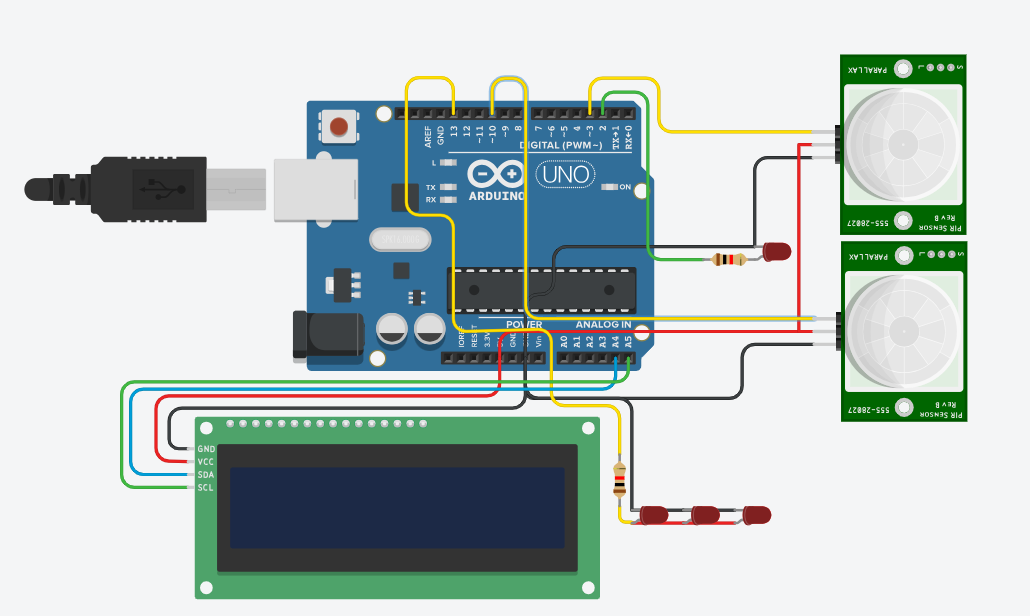 PARALLAX
L
S
AREF
GND
13
12
~11
~10
~9
8
7
~6
~5
4
~3
2
TX→1
RX←0
DIGITAL (PWM~)
L
TX
RX
ARDUINO
UNO
ON
REV B
PIR SENSOR
555-28027
PARALLAX
L
S
POWER
ANALOG IN
IOREF
RESET
3.3V
GND
Vin
A0
A1
A2
A3
A4
A5
REV B
PIR SENSOR
555-28027
GND
VCC
SDA
SCL